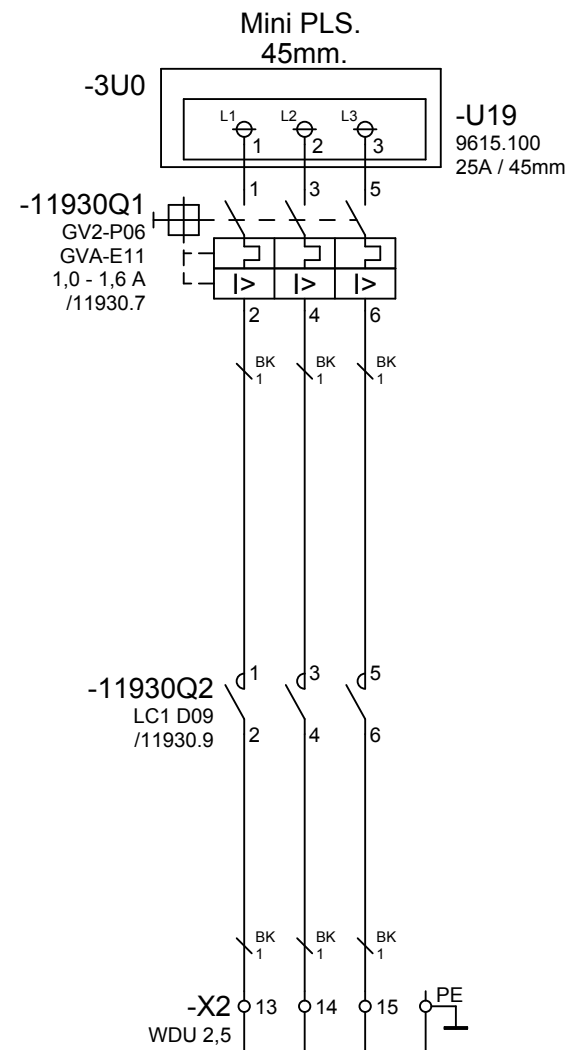 Mini PLS.
45mm.
-3U0
L1 L2 L3
1 2 3
-U19
9615.100
25A / 45mm
1 3 5
-11930Q1
GV2-P06
GVA-E11
1,0 - 1,6 A
/11930.7
I> I> I>
2 4 6
BK BK BK
1 1 1
-11930Q2
LC1 D09
/11930.9
1 3 5
2 4 6
BK BK BK
1 1 1
-X2 13 14 15 PE
WDU 2,5